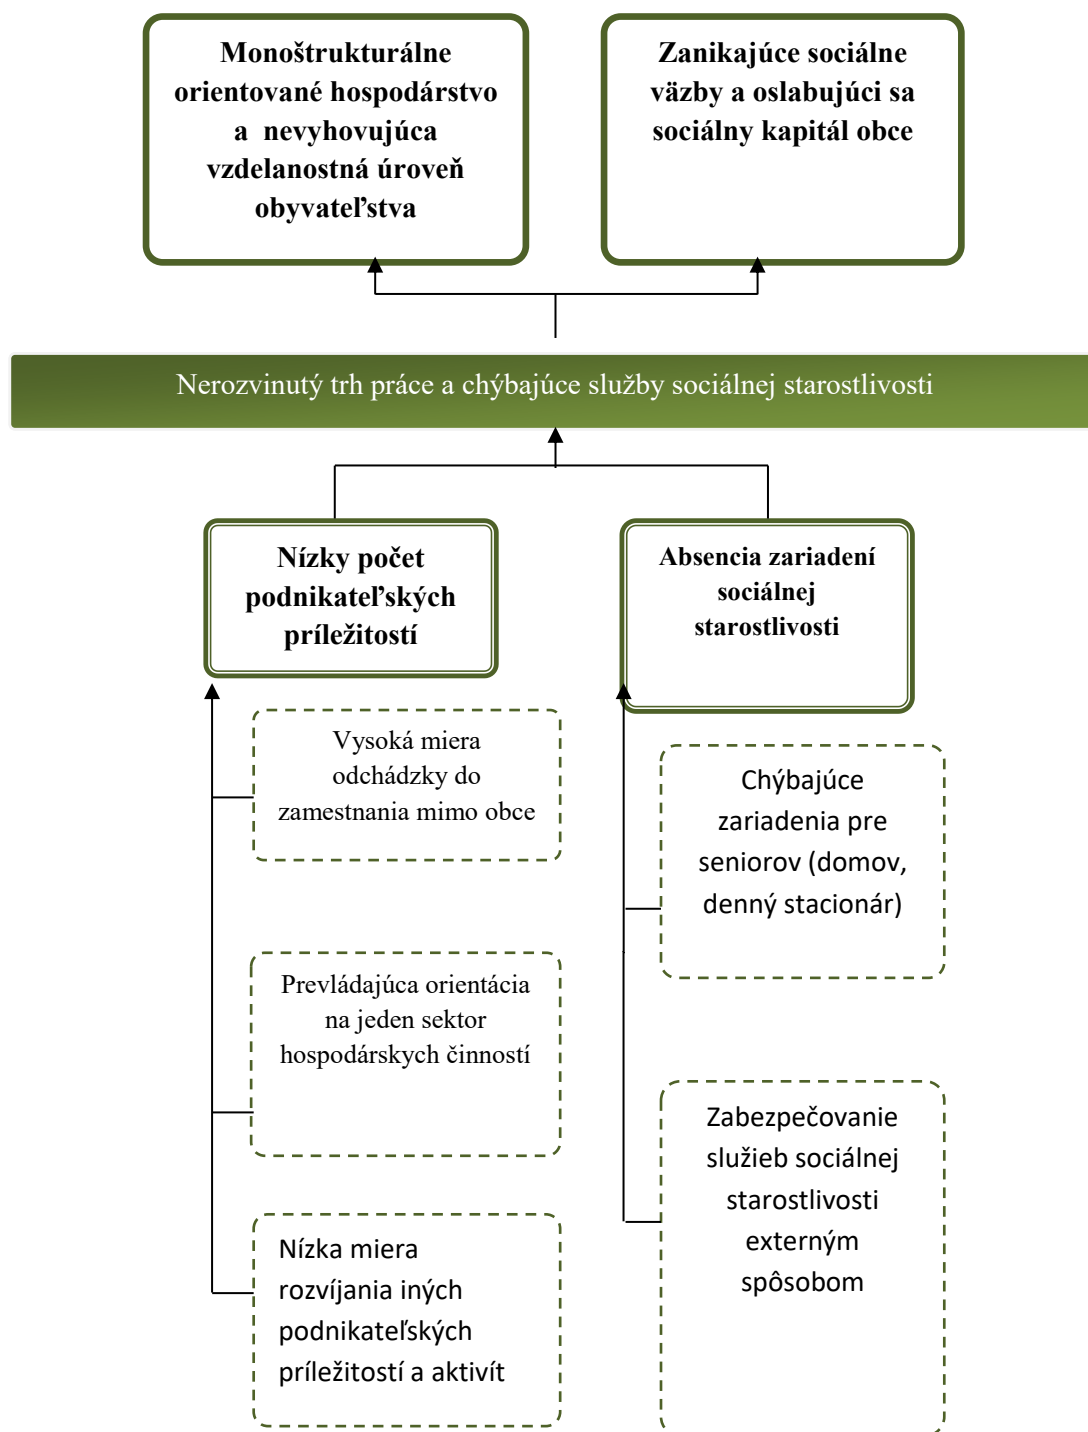 Monoštrukturálne
orientované hospodárstvo
a nevyhovujúca
vzdelanostná úroveň
obyvateľstva
Zanikajúce sociálne
väzby a oslabujúci sa
sociálny kapitál obce
Nerozvinutý trh práce a chýbajúce služby sociálnej starostlivosti
Nízky počet
podnikateľských
príležitostí
Absencia zariadení
sociálnej
starostlivosti
Vysoká miera
odchádzky do
zamestnania mimo obce
Chýbajúce
zariadenia pre
seniorov (domov,
denný stacionár)
Prevládajúca orientácia
na jeden sektor
hospodárskych činností
Zabezpečovanie
služieb sociálnej
starostlivosti
externým
spôsobom
Nízka miera
rozvíjania iných
podnikateľských
príležitostí a aktivít